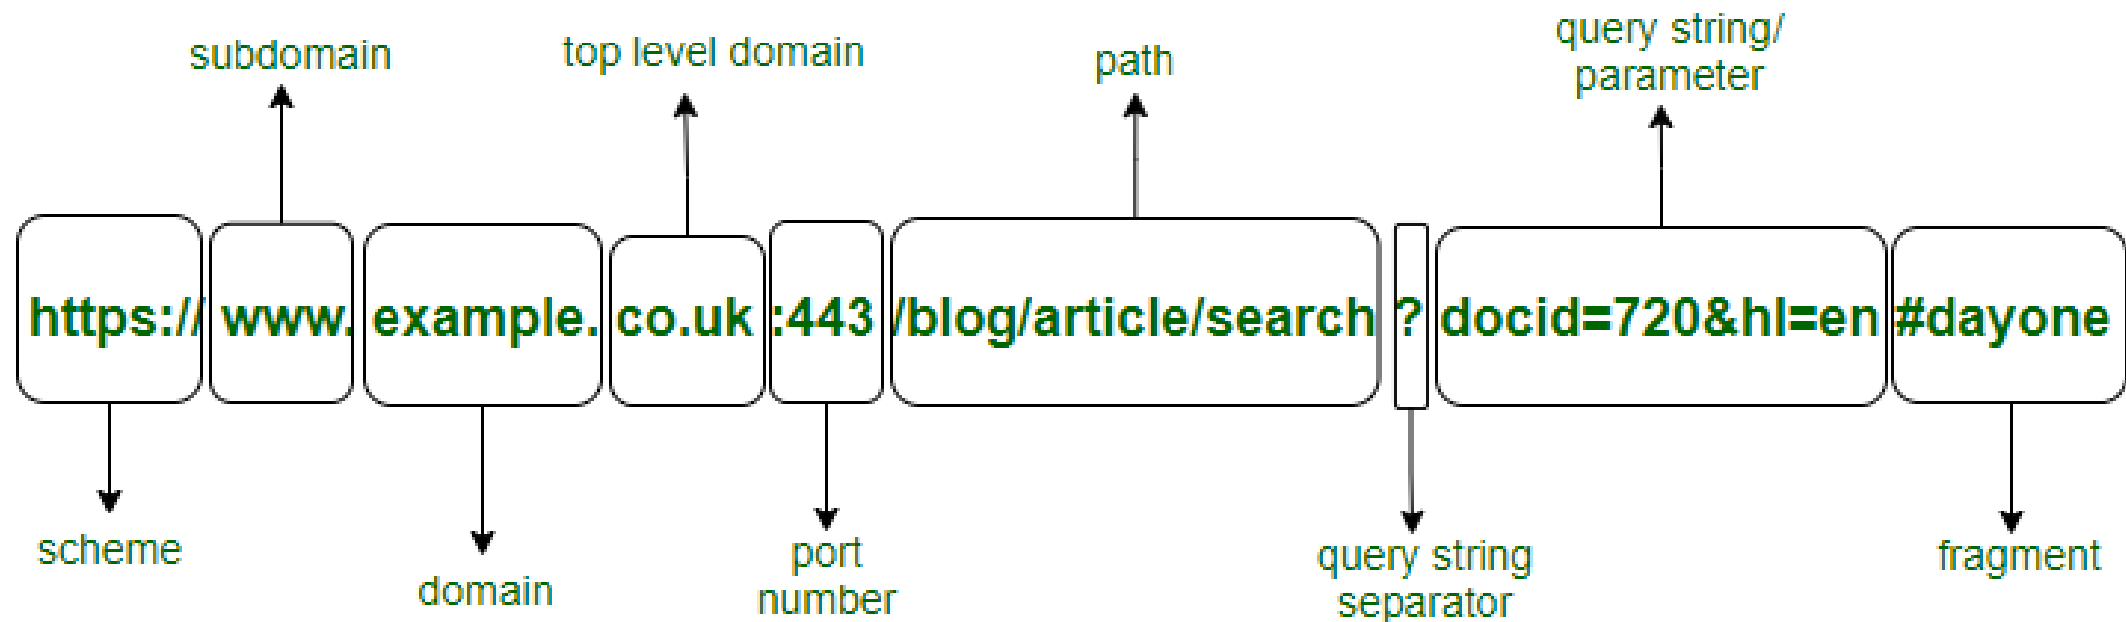 subdomain
top level domain
path
query string/
parameter
https:// www. example. co.uk :443 /blog/article/search ? docid=720&hl=en #dayone
scheme
domain
port
number
query string
separator
fragment